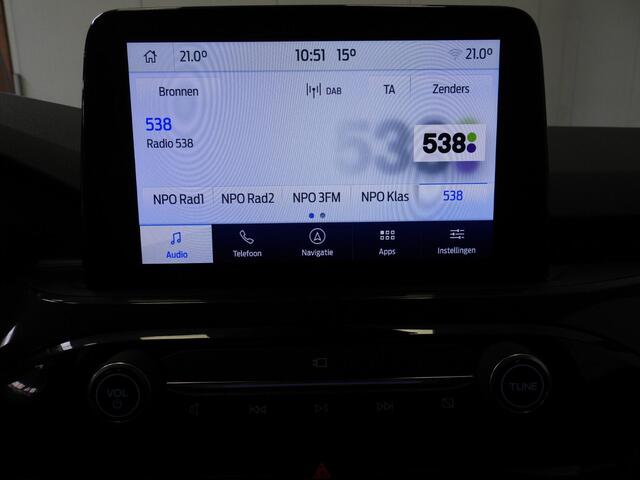 21.0° 10:51 15° 21.0°
Bronnen DAB TA Zenders
538
Radio 538
538
538
NPO Rad1 NPO Rad2 NPO 3FM NPO Klas 538
Audio Telefoon Navigatie Apps Instellingen
VOL TUNE